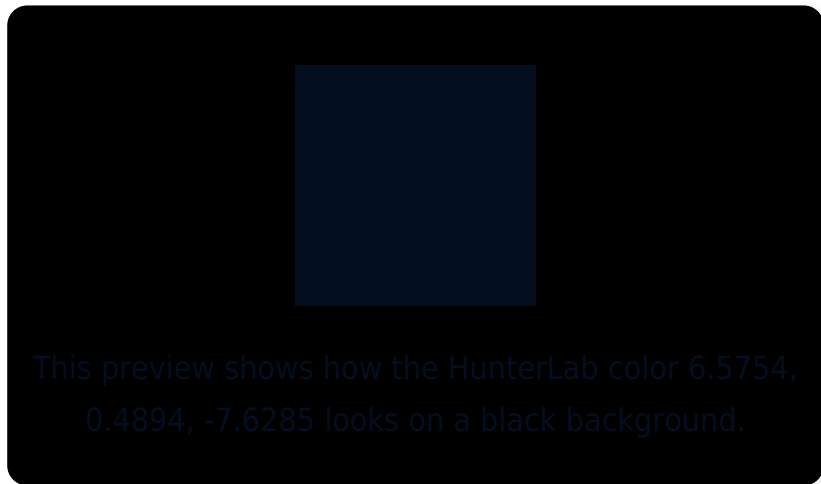 This preview shows how the HunterLab color 6.5754,
0.4894, -7.6285 looks on a black background.